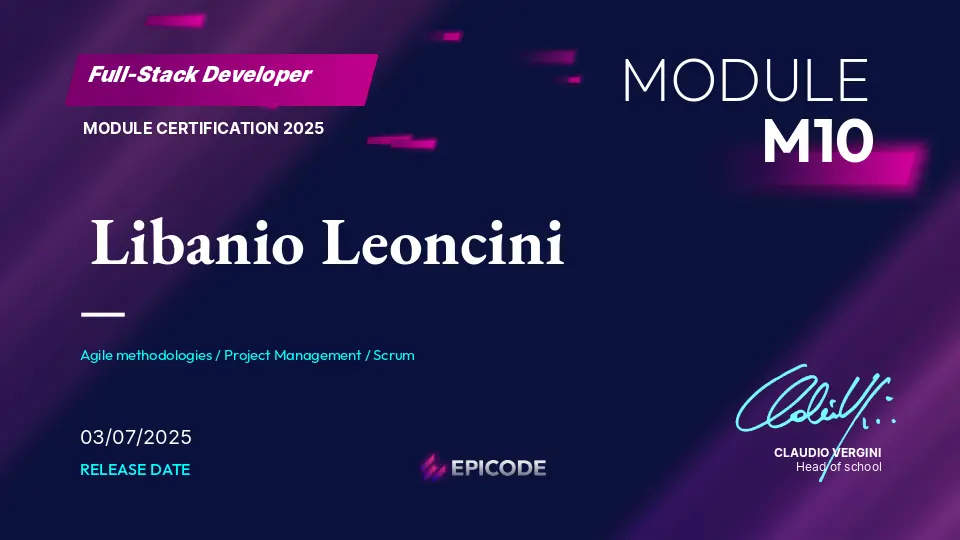 Full-Stack Developer
MODULE CERTIFICATION 2025
MODULE
M10
Libanio Leoncini
Agile methodologies / Project Management / Scrum
03/07/2025
RELEASE DATE
EPICODE
CLAUDIO VERGINI
Head of school